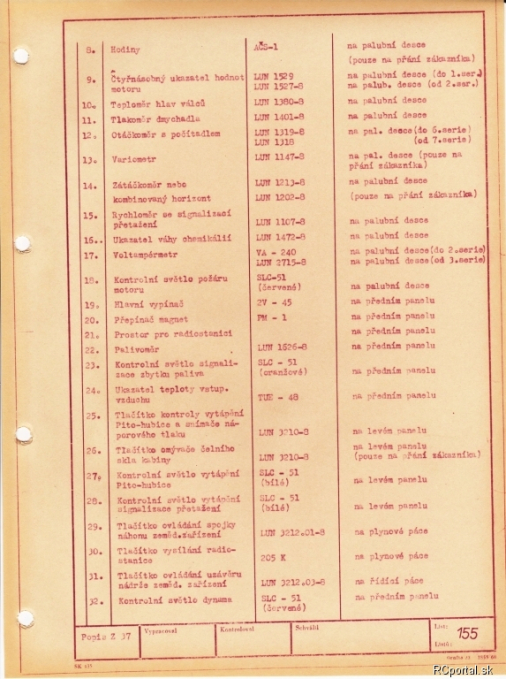 8. Hodiny AČS-1 na palubní desce
(pouze na přání zákazníka)
9. Čtyřnásobný ukazatel hodnot LUN 1529 na palubní desce (do 1.ser.)
motoru LUN 1527-8 na palub. desce (od 2.ser.)
10. Teploměr hlav válců LUN 1380-8 na palubní desce
11. Tlakoměr dmychadla LUN 1401-8 na palubní desce
12. Otáčkoměr s počítadlem LUN 1319-8 na pal. desce(do 6.serie)
LUN 1318 (od 7.serie)
13. Variometr LUN 1147-8 na pal. desce (pouze na
přání zákazníka)
14. Zatáčkoměr nebo LUN 1213-8 na palubní desce
kombinovaný horizont LUN 1202-8 (pouze na přání zákazníka)
15. Rychloměr se signalizací
přetažení LUN 1107-8 na palubní desce
16.. Ukazatel váhy chemikálií LUN 1472-8 na palubní desce
17. Voltampérmetr VA - 240 na palubní desce(do 2.serie)
LUN 2715-8 na palubní desce(od 3.serie)
18. Kontrolní světlo požáru SLC-51
motoru (červené) na palubní desce
19. Hlavní vypínač 2V - 45 na předním panelu
20. Přepínač magnet PM - 1 na předním panelu
21. Prostor pro radiostanici na předním panelu
22. Palivoměr LUN 1626-8 na předním panelu
23. Kontrolní světlo signali- SLC - 51
zace zbytku paliva (oranžové) na předním panelu
24. Ukazatel teploty vstup.
vzduchu TUE - 48 na předním panelu
25. Tlačítko kontroly vytápění
Pito-hubice a snímače ná-
porového tlaku LUN 3210-8 na levém panelu
26. Tlačítko omývače čelního na levém panelu
skla kabiny LUN 3210-8 (pouze na přání zákazníka)
27. Kontrolní světlo vytápění SLC - 51
Pito-hubice (bílé) na levém panelu
28. Kontrolní světlo vytápění SLC - 51
signalizace přetažení (bílé) na levém panelu
29. Tlačítko ovládání spojky
náhonu zeměd.zařízení LUN 3212.01-8 na plynové páce
30. Tlačítko vysílání radio-
stanice 205 K na plynové páce
31. Tlačítko ovládání uzávěru
nádrže zeměd. zařízení LUN 3212.03-8 na řídící páce
32. Kontrolní světlo dynama SLC - 51 na předním panelu
(červené)
Popis Z 37 Vypracoval Kontroloval Schválil List: 155
Listů:
RCportal.sk